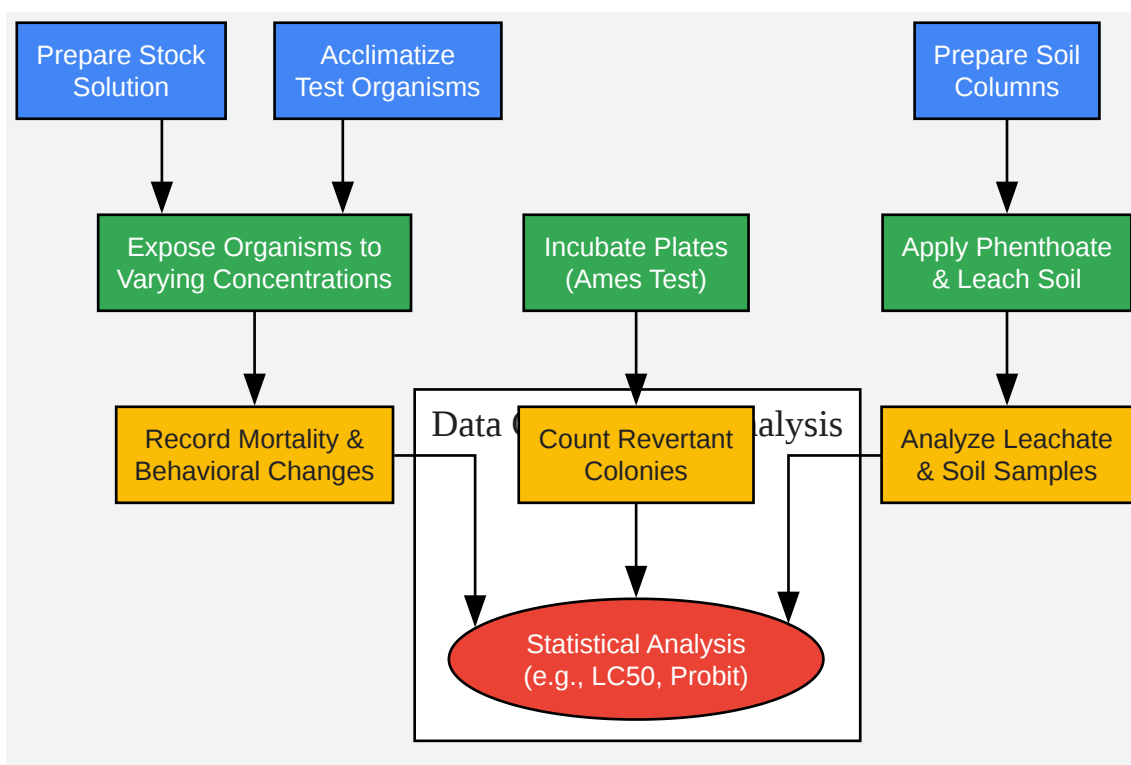 Prepare Stock
Solution
Acclimatize
Test Organisms
Prepare Soil
Columns
Expose Organisms to
Varying Concentrations
Incubate Plates
(Ames Test)
Apply Phenthoate
& Leach Soil
Data
Record Mortality &
Behavioral Changes
Count Revertant
Colonies
Analyze Leachate
& Soil Samples
Statistical Analysis
(e.g., LC50, Probit)